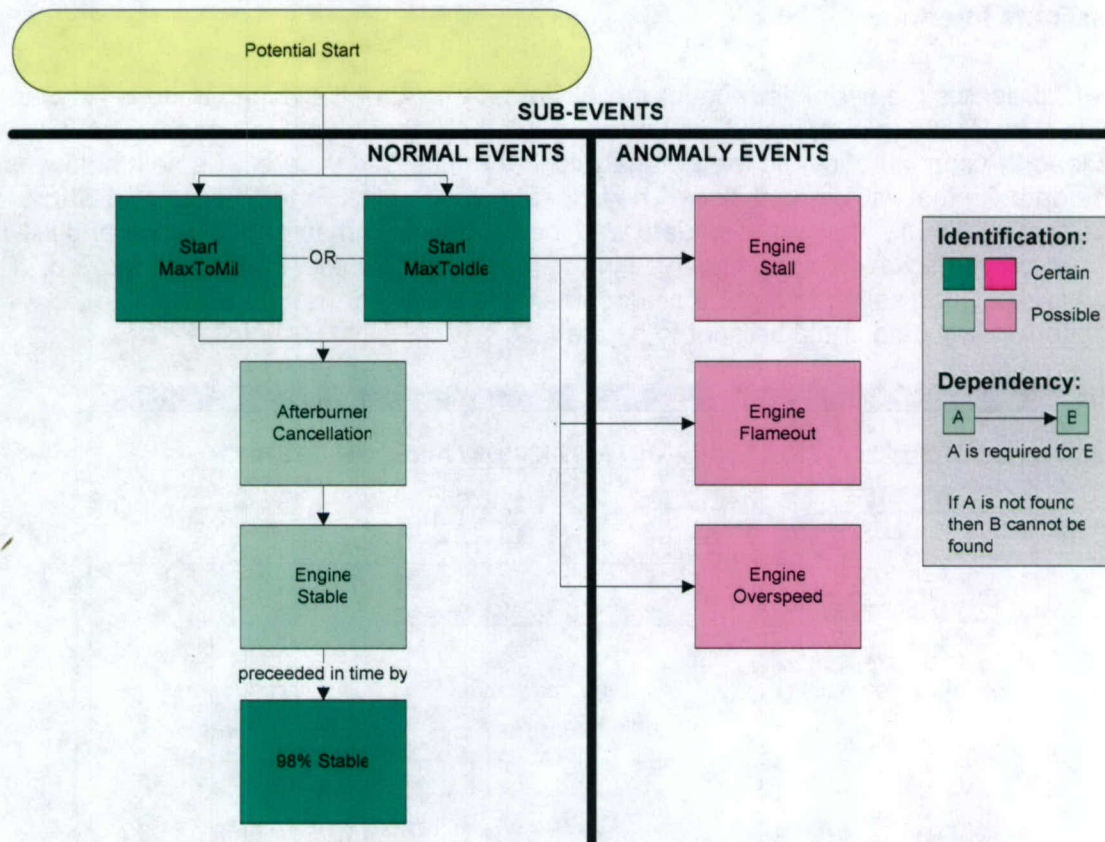 Potential Start
SUB-EVENTS
NORMAL EVENTS
ANOMALY EVENTS
Start
MaxToMil
OR
Start
MaxToIdle
Engine
Stall
Afterburner
Cancellation
Engine
Flameout
Engine
Stable
Engine
Overspeed
preceeded in time by
98% Stable
Identification:
Certain
Possible
Dependency:
A
B
A is required for B
If A is not found
then B cannot be
found